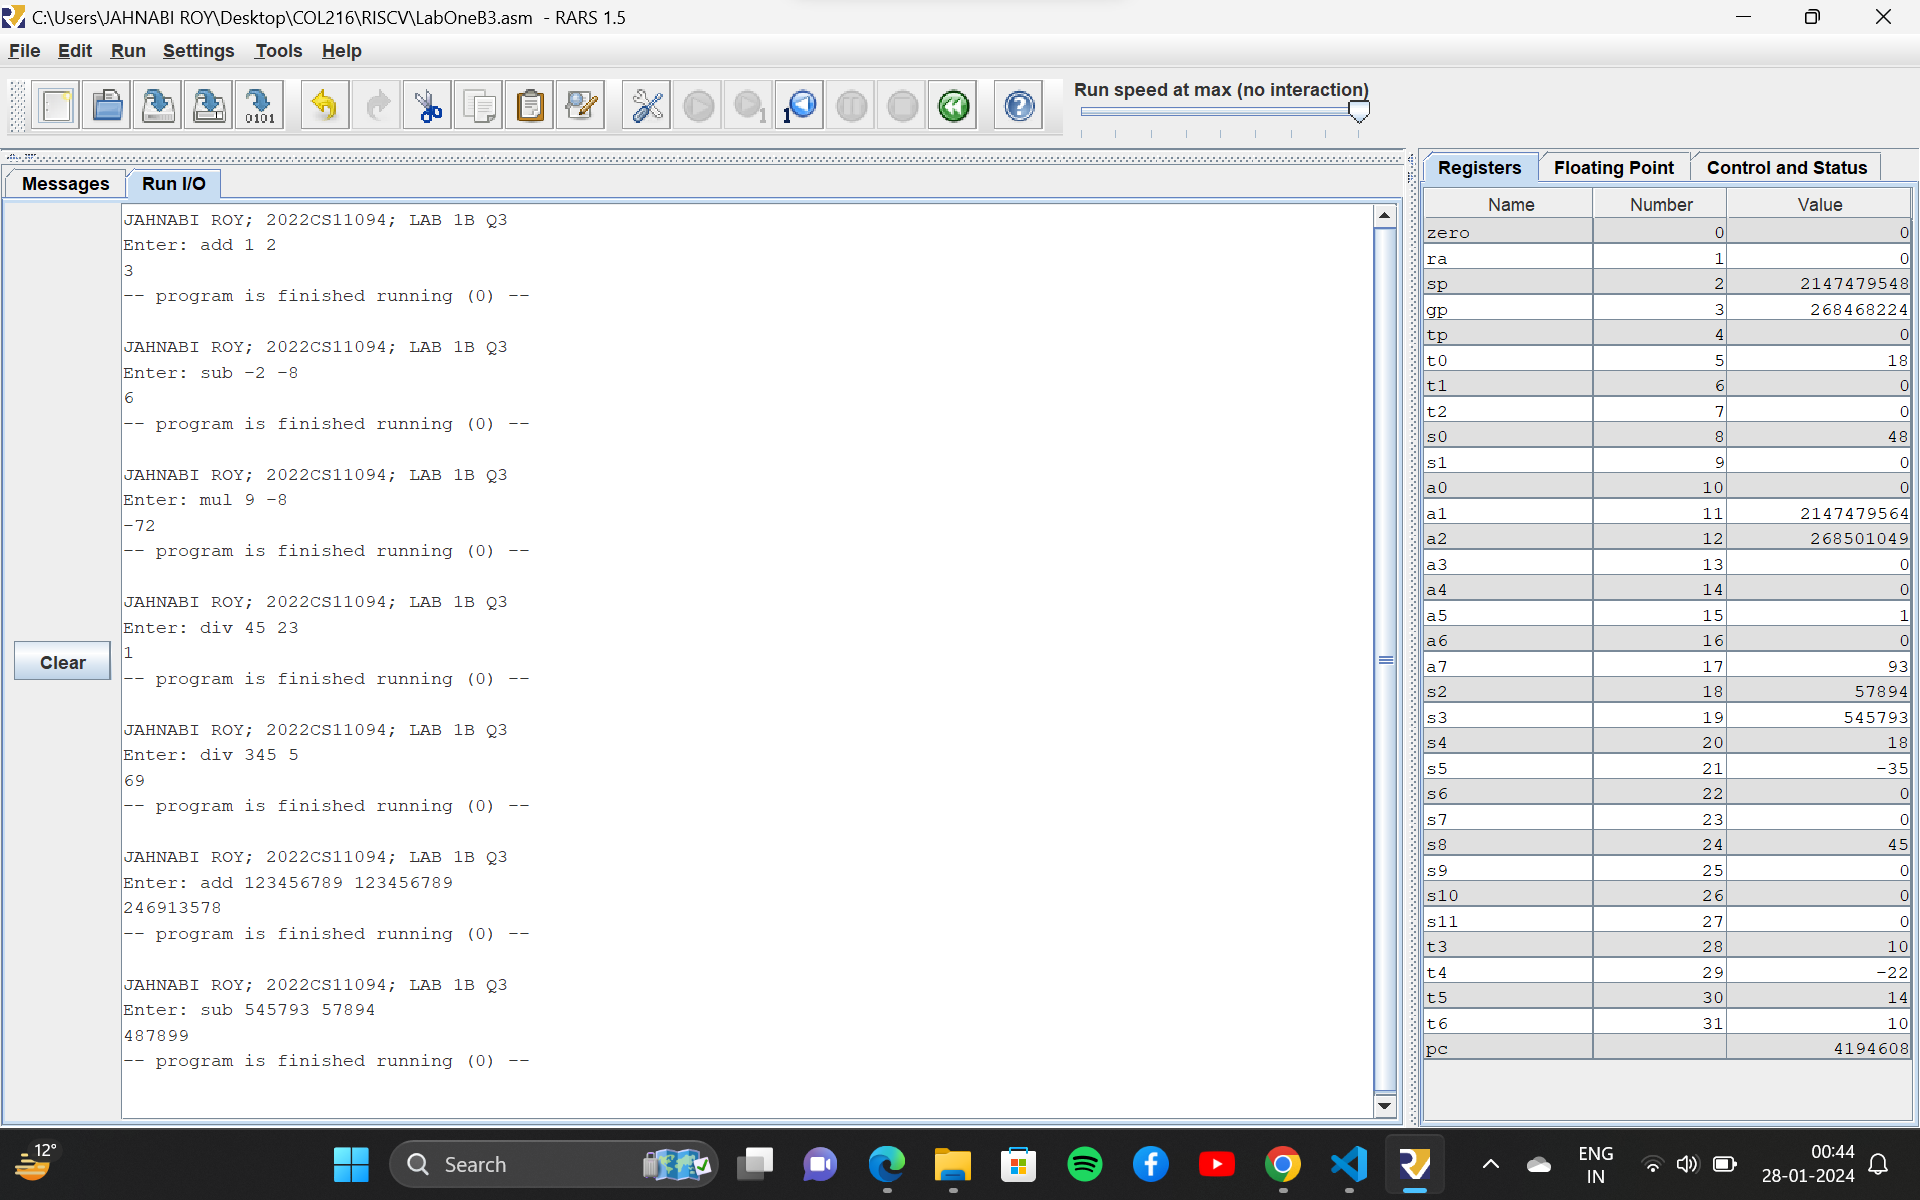 C:\Users\JAHNABI ROY\Desktop\COL216\RISCV\LabOneB3.asm - RARS 1.5
File Edit Run Settings Tools Help
Run speed at max (no interaction)
Messages Run I/O
JAHNABI ROY; 2022CS11094; LAB 1B Q3
Enter: add 1 2
3
-- program is finished running (0) --
JAHNABI ROY; 2022CS11094; LAB 1B Q3
Enter: sub -2 -8
6
-- program is finished running (0) --
JAHNABI ROY; 2022CS11094; LAB 1B Q3
Enter: mul 9 -8
-72
-- program is finished running (0) --
JAHNABI ROY; 2022CS11094; LAB 1B Q3
Enter: div 45 23
1
-- program is finished running (0) --
JAHNABI ROY; 2022CS11094; LAB 1B Q3
Enter: div 345 5
69
-- program is finished running (0) --
JAHNABI ROY; 2022CS11094; LAB 1B Q3
Enter: add 123456789 123456789
246913578
-- program is finished running (0) --
JAHNABI ROY; 2022CS11094; LAB 1B Q3
Enter: sub 545793 57894
487899
-- program is finished running (0) --
Clear
Registers Floating Point Control and Status
Name Number Value
zero 0 0
ra 1 0
sp 2 2147479548
gp 3 268468224
tp 4 0
t0 5 18
t1 6 0
t2 7 0
s0 8 48
s1 9 0
a0 10 0
a1 11 2147479564
a2 12 268501049
a3 13 0
a4 14 0
a5 15 1
a6 16 0
a7 17 93
s2 18 57894
s3 19 545793
s4 20 18
s5 21 -35
s6 22 0
s7 23 0
s8 24 45
s9 25 0
s10 26 0
s11 27 0
t3 28 10
t4 29 -22
t5 30 14
t6 31 10
pc 4194608
12°
Search
ENG
IN
00:44
28-01-2024